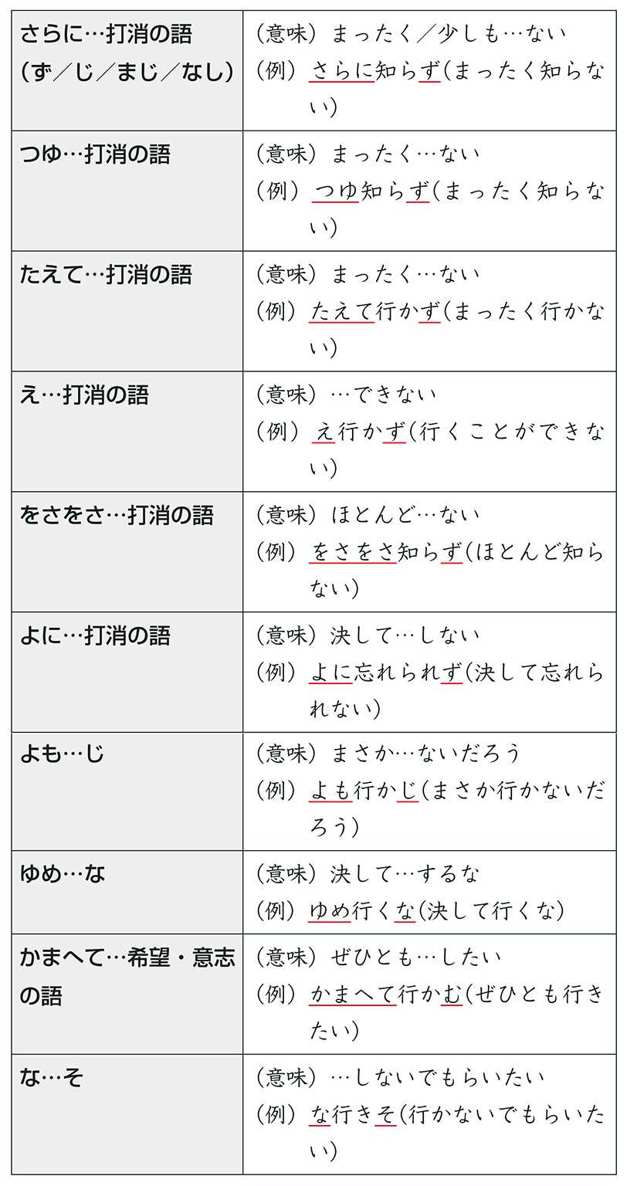 さらに…打消の語
(ず／じ／まじ／なし)
(意味) まったく／少しも…ない
(例) さらに知らず(まったく知らな
い)
つゆ…打消の語
(意味) まったく…ない
(例) つゆ知らず(まったく知らな
い)
たえて…打消の語
(意味) まったく…ない
(例) たえて行かず(まったく行かな
い)
え…打消の語
(意味) …できない
(例) え行かず(行くことができな
い)
をさをさ…打消の語
(意味) ほとんど…ない
(例) をさをさ知らず(ほとんど知ら
ない)
よに…打消の語
(意味) 決して…しない
(例) よに忘れられず(決して忘れら
れない)
よも…じ
(意味) まさか…ないだろう
(例) よも行かじ(まさか行かないだ
ろう)
ゆめ…な
(意味) 決して…するな
(例) ゆめ行くな(決して行くな)
かまへて…希望・意志
の語
(意味) ぜひとも…したい
(例) かまへて行かむ(ぜひとも行き
たい)
な…そ
(意味) …しないでもらいたい
(例) な行きそ(行かないでもらいた
い)